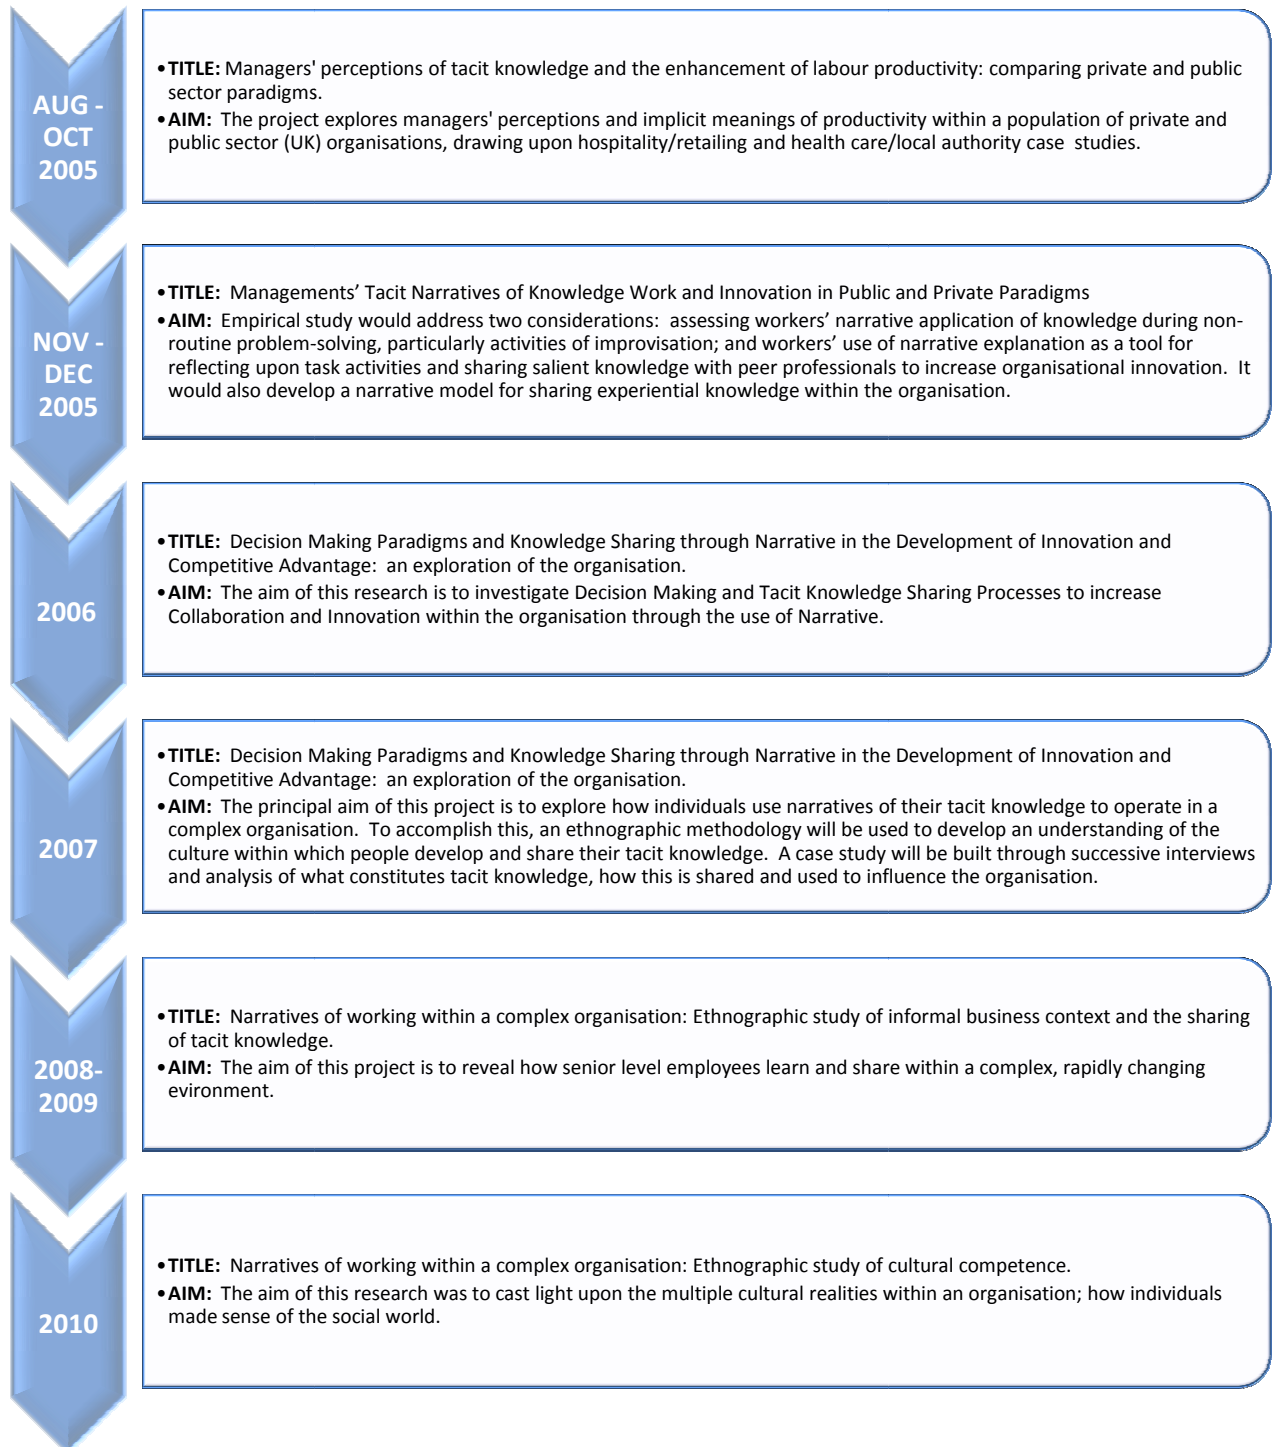 AUG -
OCT
2005
•TITLE: Managers' perceptions of tacit knowledge and the enhancement of labour productivity: comparing private and public
sector paradigms.
•AIM: The project explores managers' perceptions and implicit meanings of productivity within a population of private and
public sector (UK) organisations, drawing upon hospitality/retailing and health care/local authority case studies.
NOV -
DEC
2005
•TITLE: Managements’ Tacit Narratives of Knowledge Work and Innovation in Public and Private Paradigms
•AIM: Empirical study would address two considerations: assessing workers’ narrative application of knowledge during non-
routine problem-solving, particularly activities of improvisation; and workers’ use of narrative explanation as a tool for
reflecting upon task activities and sharing salient knowledge with peer professionals to increase organisational innovation. It
would also develop a narrative model for sharing experiential knowledge within the organisation.
2006
•TITLE: Decision Making Paradigms and Knowledge Sharing through Narrative in the Development of Innovation and
Competitive Advantage: an exploration of the organisation.
•AIM: The aim of this research is to investigate Decision Making and Tacit Knowledge Sharing Processes to increase
Collaboration and Innovation within the organisation through the use of Narrative.
2007
•TITLE: Decision Making Paradigms and Knowledge Sharing through Narrative in the Development of Innovation and
Competitive Advantage: an exploration of the organisation.
•AIM: The principal aim of this project is to explore how individuals use narratives of their tacit knowledge to operate in a
complex organisation. To accomplish this, an ethnographic methodology will be used to develop an understanding of the
culture within which people develop and share their tacit knowledge. A case study will be built through successive interviews
and analysis of what constitutes tacit knowledge, how this is shared and used to influence the organisation.
2008-
2009
•TITLE: Narratives of working within a complex organisation: Ethnographic study of informal business context and the sharing
of tacit knowledge.
•AIM: The aim of this project is to reveal how senior level employees learn and share within a complex, rapidly changing
evironment.
2010
•TITLE: Narratives of working within a complex organisation: Ethnographic study of cultural competence.
•AIM: The aim of this research was to cast light upon the multiple cultural realities within an organisation; how individuals
made sense of the social world.